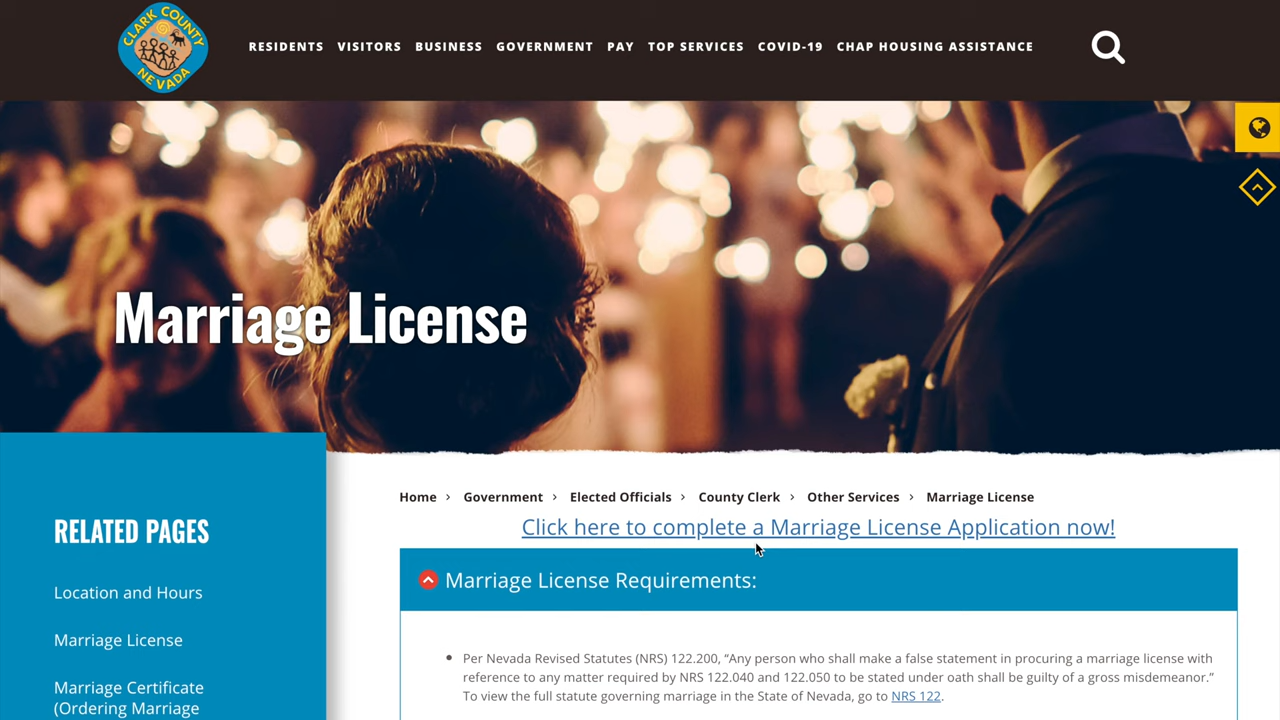 CLARK COUNTY
NEVADA
RESIDENTS VISITORS BUSINESS GOVERNMENT PAY TOP SERVICES COVID-19 CHAP HOUSING ASSISTANCE
Marriage License
RELATED PAGES
Location and Hours
Marriage License
Marriage Certificate
(Ordering Marriage
Home › Government › Elected Officials › County Clerk › Other Services › Marriage License
Click here to complete a Marriage License Application now!
Marriage License Requirements:
• Per Nevada Revised Statutes (NRS) 122.200, “Any person who shall make a false statement in procuring a marriage license with
reference to any matter required by NRS 122.040 and 122.050 to be stated under oath shall be guilty of a gross misdemeanor.”
To view the full statute governing marriage in the State of Nevada, go to NRS 122.